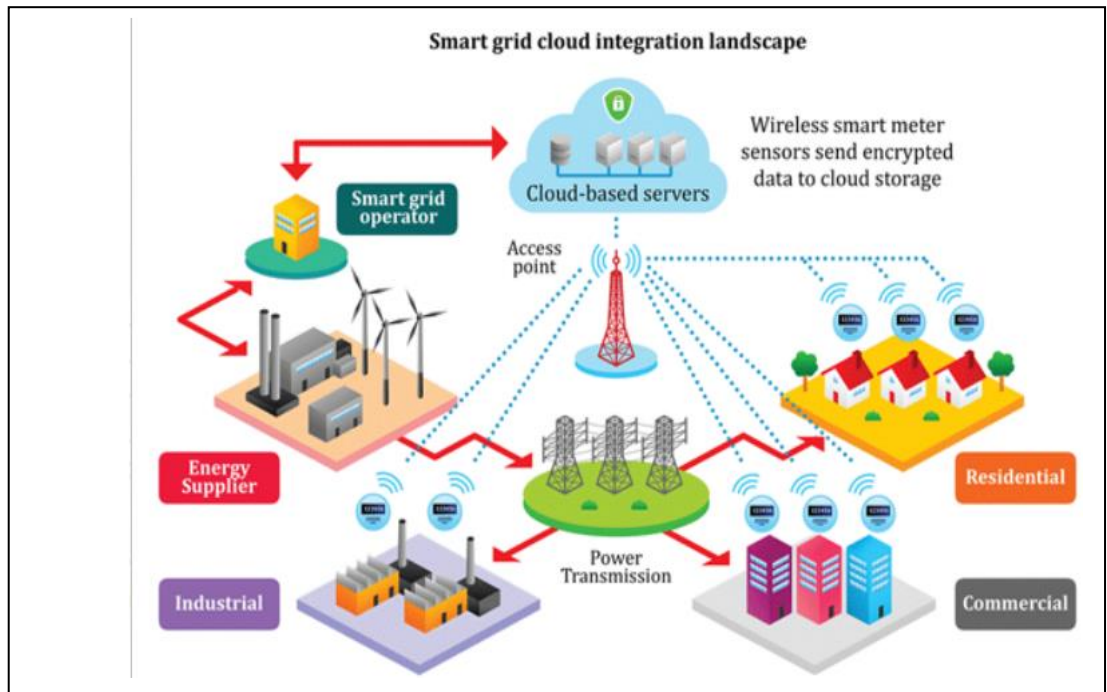 Smart grid cloud integration landscape
Wireless smart meter
sensors send encrypted
data to cloud storage
Cloud-based servers
Smart grid
operator
Access
point
Energy
Supplier
Residential
Power
Transmission
Industrial
Commercial